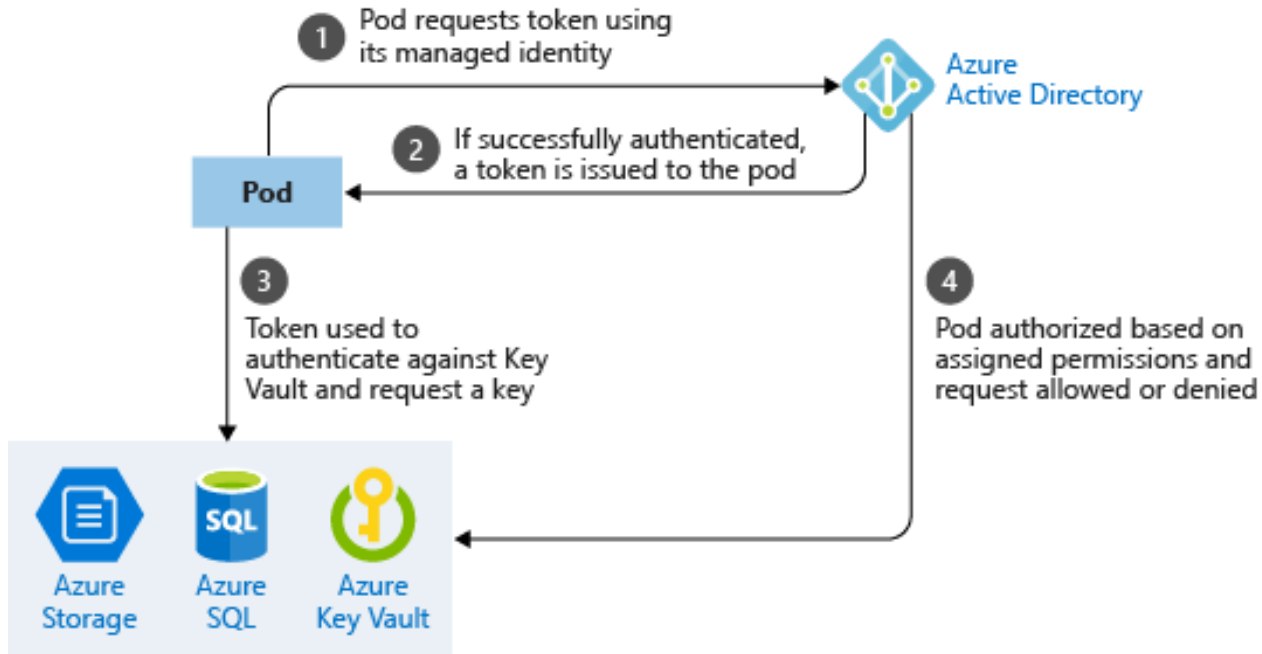 1
Pod requests token using
its managed identity
Azure
Active Directory
2
If successfully authenticated,
a token is issued to the pod
Pod
3
Token used to
authenticate against Key
Vault and request a key
4
Pod authorized based on
assigned permissions and
request allowed or denied
SQL
Azure
Storage
Azure
SQL
Azure
Key Vault